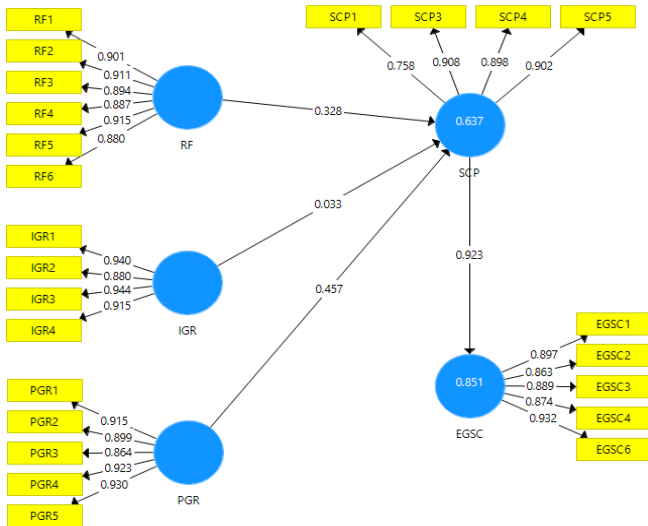 SCP1 SCP3 SCP4 SCP5
RF1
RF2
RF3
RF4
RF5
RF6
0.901
0.911
0.894
0.887
0.915
0.880
RF
0.758 0.908 0.898 0.902
0.328
0.637
SCP
0.033
IGR1
IGR2
IGR3
IGR4
0.940
0.880
0.944
0.915
IGR
0.457
0.923
PGR1
PGR2
PGR3
PGR4
PGR5
0.915
0.899
0.864
0.923
0.930
PGR
0.851
EGSC
0.897
0.863
0.889
0.874
0.932
EGSC1
EGSC2
EGSC3
EGSC4
EGSC6